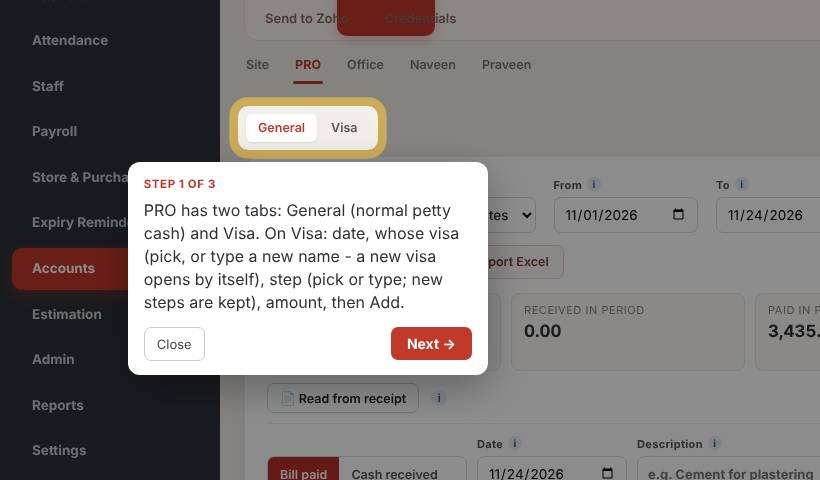 Send to Zoho Credentials
Attendance
Staff
Payroll
Store & Purcha
Expiry Remind
Accounts
Estimation
Admin
Reports
Settings
Site PRO Office Naveen Praveen
General Visa
STEP 1 OF 3
PRO has two tabs: General (normal petty
cash) and Visa. On Visa: date, whose visa
(pick, or type a new name - a new visa
opens by itself), step (pick or type; new
steps are kept), amount, then Add.
Close Next →
From i To i
tes 11/01/2026 11/24/2026
port Excel
RECEIVED IN PERIOD PAID IN P
0.00 3,435.
Read from receipt i
Date i Description i
Bill paid Cash received 11/24/2026 e.g. Cement for plastering